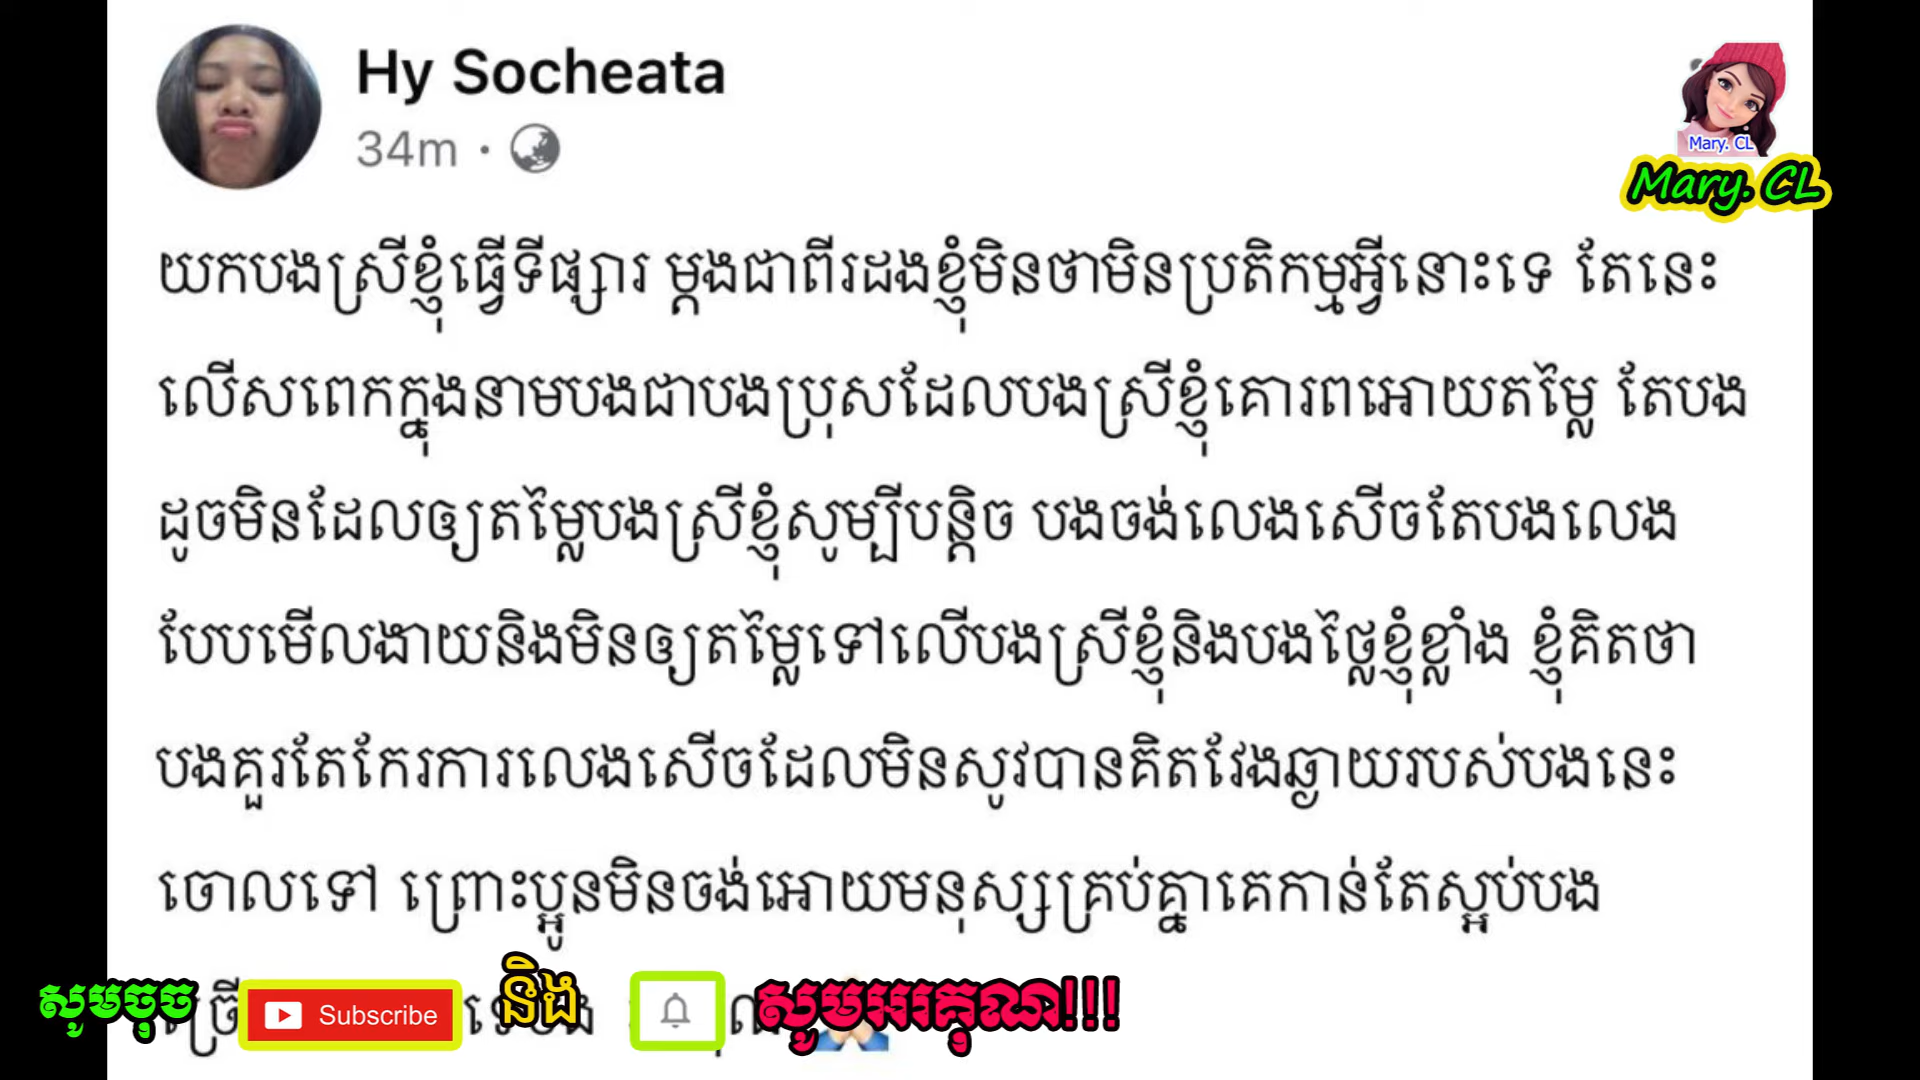 Hy Socheata
34m ·
Mary. CL
Mary. CL
យកបងស្រីខ្ញុំធ្វើទីផ្សារ ម្ដងជាពីរដងខ្ញុំមិនថាមិនប្រតិកម្មអ្វីនោះទេ តែនេះ
លើសពេកក្នុងនាមបងជាបងប្រុសដែលបងស្រីខ្ញុំគោរពអោយតម្លៃ តែបង
ដូចមិនដែលឲ្យតម្លៃបងស្រីខ្ញុំសូម្បីបន្តិច បងចង់លេងសើចតែបងលេង
បែបមើលងាយនិងមិនឲ្យតម្លៃទៅលើបងស្រីខ្ញុំនិងបងថ្លៃខ្ញុំខ្លាំង ខ្ញុំគិតថា
បងគួរតែកែរការលេងសើចដែលមិនសូវបានគិតវែងឆ្ងាយរបស់បងនេះ
ចោលទៅ ព្រោះប្អូនមិនចង់អោយមនុស្សគ្រប់គ្នាគេកាន់តែស្អប់បង
សូមចុច Subscribe និង សូមអរគុណ!!!